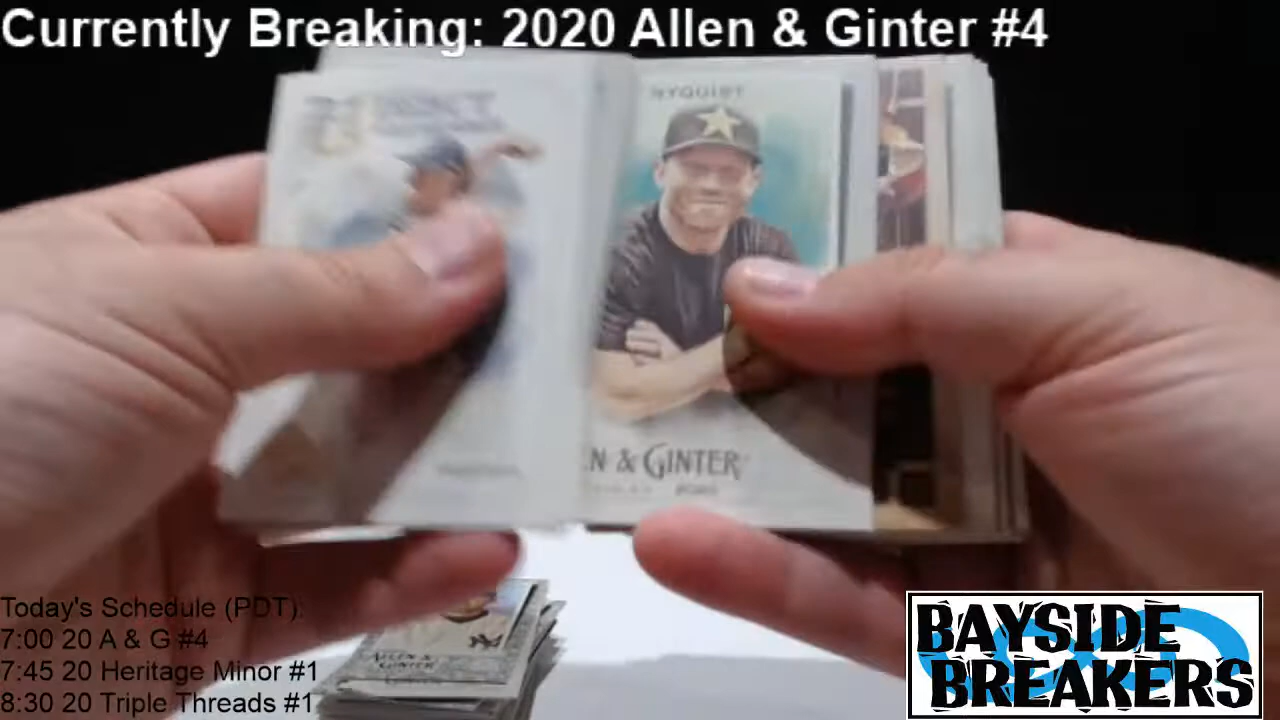 Currently Breaking: 2020 Allen & Ginter #4
NYQUIST
N & GINTER
ALLEN &
GINTER
Today's Schedule (PDT):
7:00 20 A & G #4
7:45 20 Heritage Minor #1
8:30 20 Triple Threads #1
BAYSIDE
BREAKERS